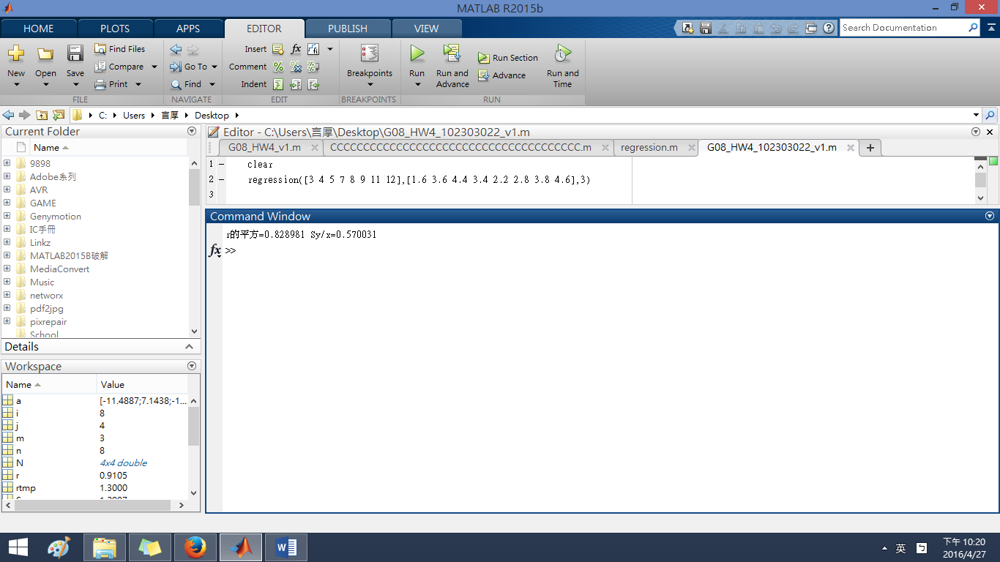 MATLAB R2015b
HOME PLOTS APPS EDITOR PUBLISH VIEW
Search Documentation
New Open Save
Find Files
Compare
Print
FILE
Go To
Find
NAVIGATE
Insert
Comment
Indent
EDIT
Breakpoints
BREAKPOINTS
Run
Run and Advance
Run Section
Advance
Run and Time
RUN
C: Users 言厚 Desktop
Current Folder
Name
9898
Adobe系列
AVR
GAME
Genymotion
IC手冊
Linkz
MATLAB2015B破解
MediaConvert
Music
networx
pdf2jpg
pixrepair
School
Details
Workspace
Name Value
a [-11.4887;7.1438;-1...
i 8
j 4
m 3
n 8
N 4x4 double
r 0.9105
rtmp 1.3000
Editor - C:\Users\言厚\Desktop\G08_HW4_102303022_v1.m
G08_HW4_v1.m
regression.m
G08_HW4_102303022_v1.m
1 clear
2 regression([3 4 5 7 8 9 11 12],[1.6 3.6 4.4 3.4 2.2 2.8 3.8 4.6],3)
3
Command Window
r的平方=0.828981 Sy/x=0.570031
fx >>
英
下午 10:20
2016/4/27